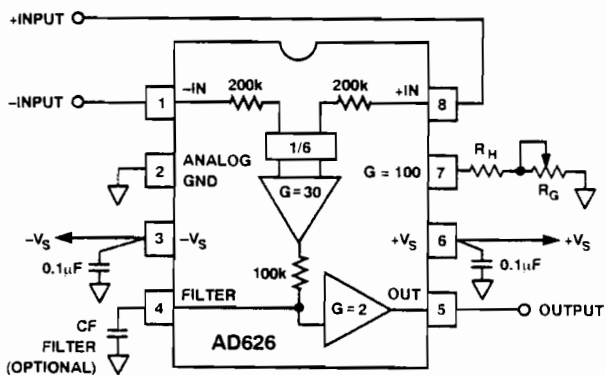 +INPUT
–INPUT
1
–IN
200k
200k
+IN
8
1/6
2
ANALOG
GND
G = 30
G = 100
7
R_H
R_G
–V_S
3
–V_S
0.1µF
+V_S
6
+V_S
0.1µF
100k
4
FILTER
G = 2
OUT
5
OUTPUT
CF
FILTER
(OPTIONAL)
AD626